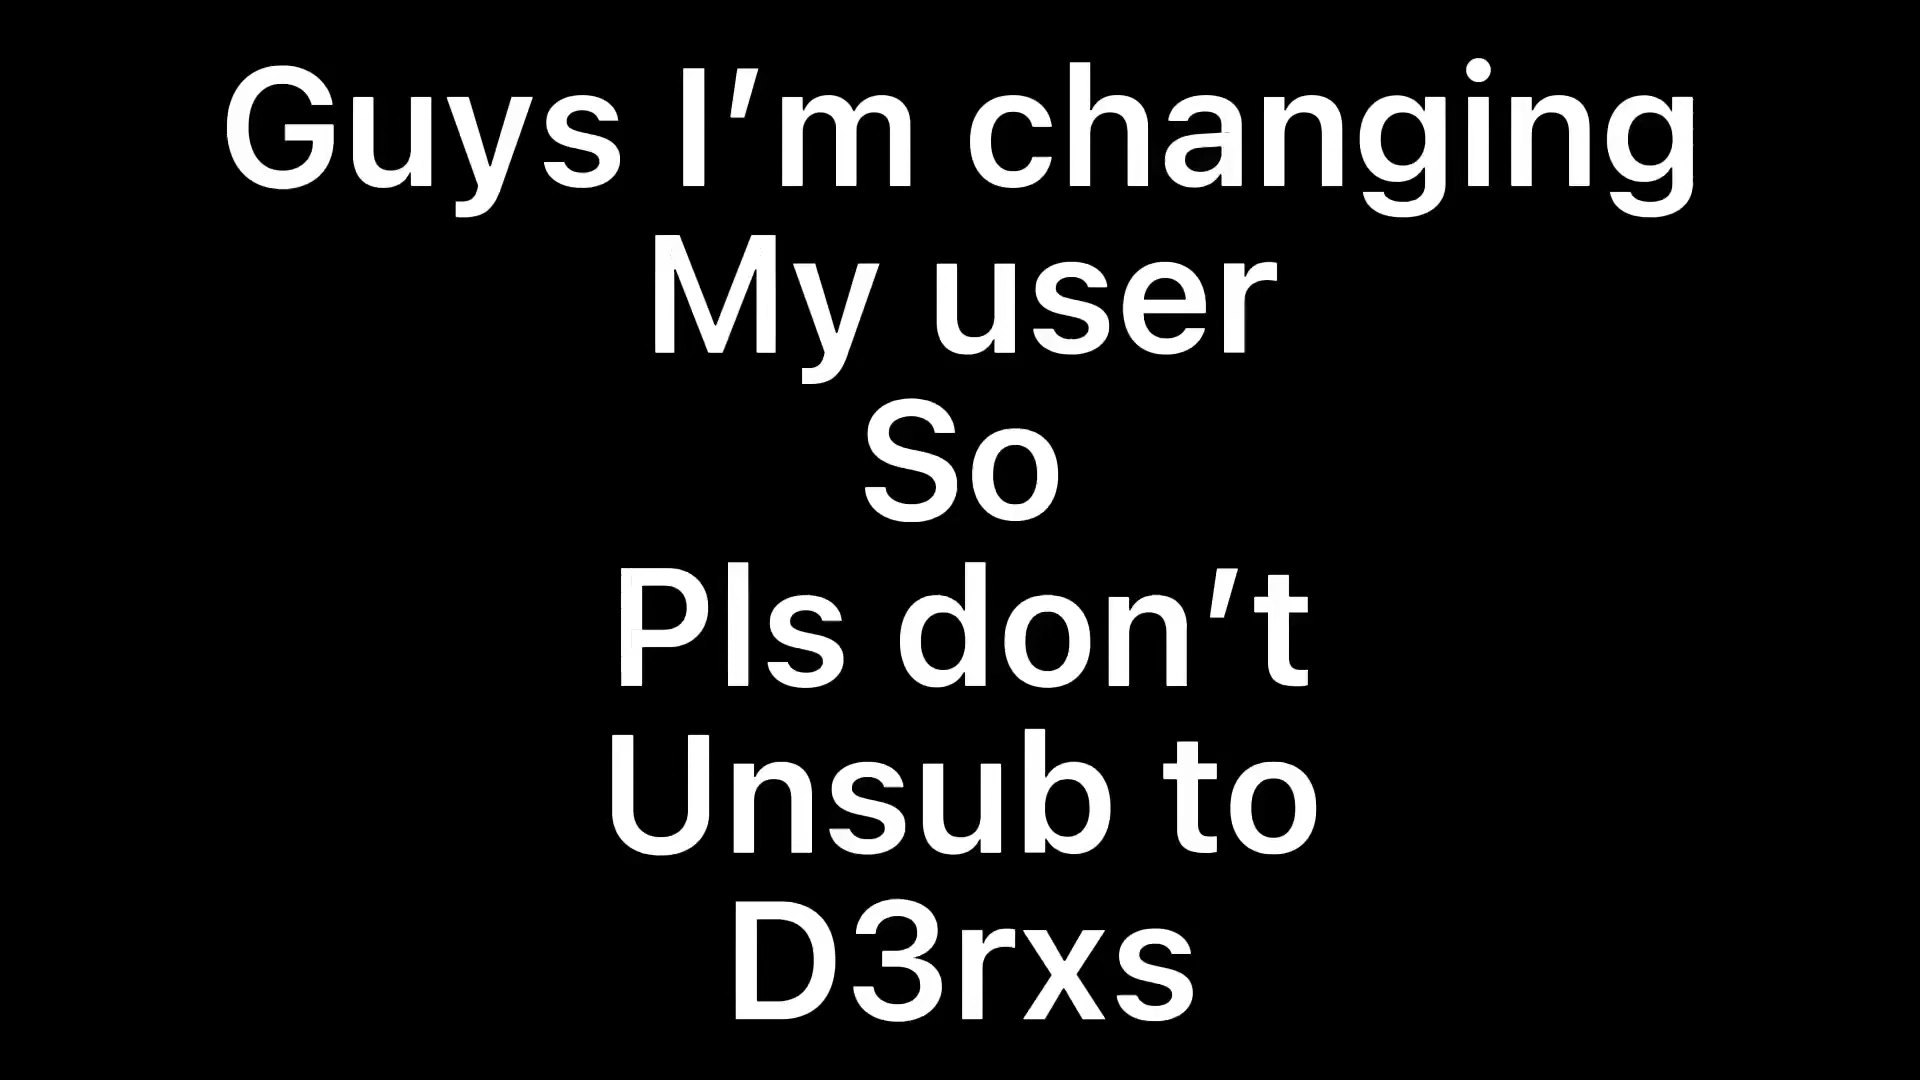 Guys I’m changing
My user
So
Pls don’t
Unsub to
D3rxs